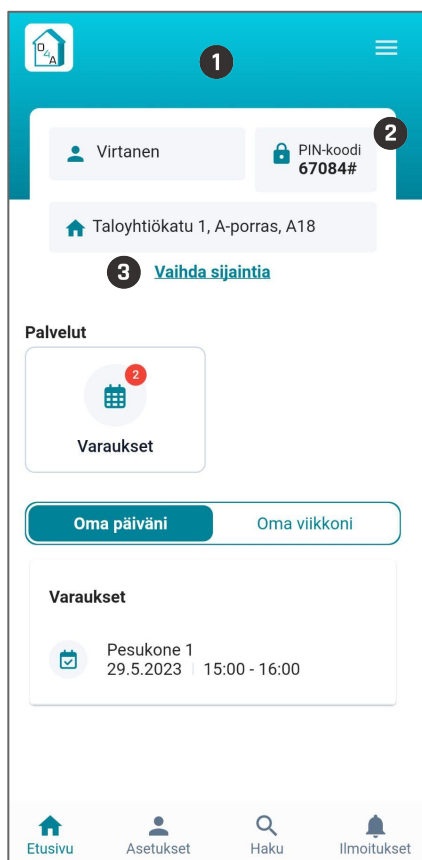 O
4
A
1
2
Virtanen
PIN-koodi
67084#
Taloyhtiökatu 1, A-porras, A18
3 Vaihda sijaintia
Palvelut
2
Varaukset
Oma päiväni Oma viikkoni
Varaukset
Pesukone 1
29.5.2023 | 15:00 - 16:00
Etusivu Asetukset Haku Ilmoitukset